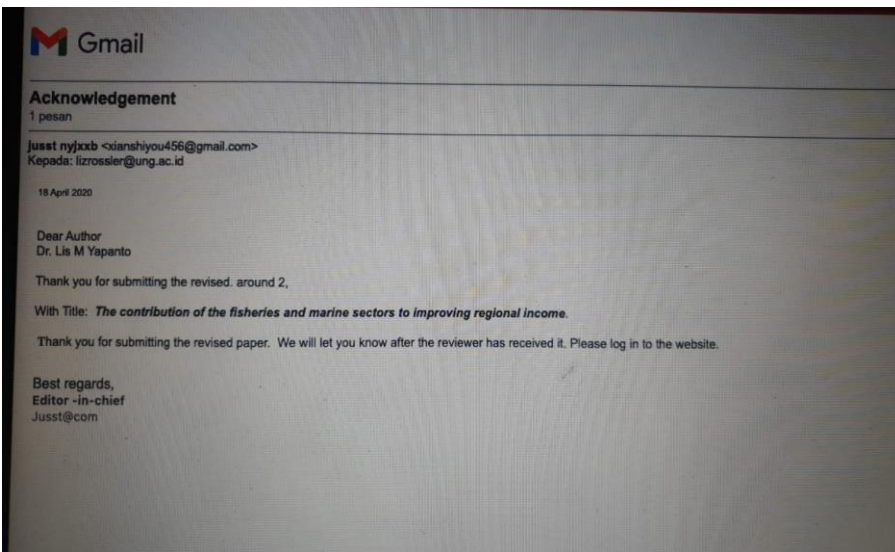 Gmail
Acknowledgement
1 pesan
jusst nyjxxb <xianshiyou456@gmail.com>
Kepada: lizrossler@ung.ac.id
18 April 2020
Dear Author
Dr. Lis M Yapanto
Thank you for submitting the revised. around 2,
With Title: The contribution of the fisheries and marine sectors to improving regional income.
Thank you for submitting the revised paper. We will let you know after the reviewer has received it. Please log in to the website.
Best regards,
Editor -in-chief
Jusst@com